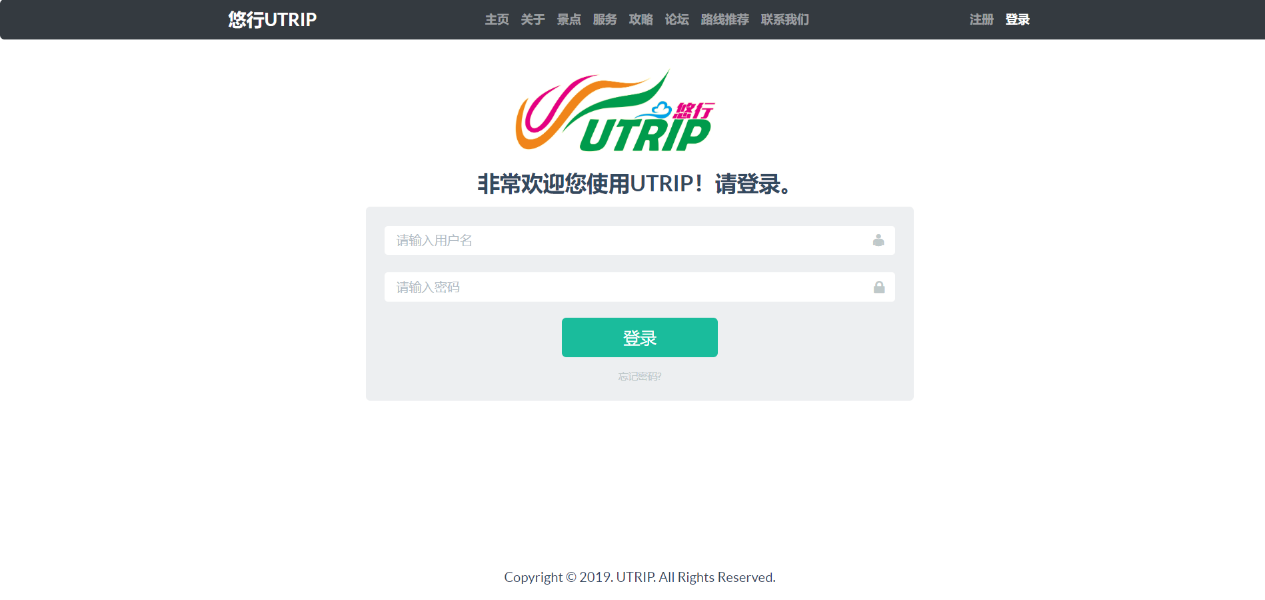 悠行UTRIP 主页 关于 景点 服务 攻略 论坛 路线推荐 联系我们 注册 登录
悠行
UTRIP
非常欢迎您使用UTRIP！请登录。
请输入用户名
请输入密码
登录
忘记密码?
Copyright © 2019. UTRIP. All Rights Reserved.